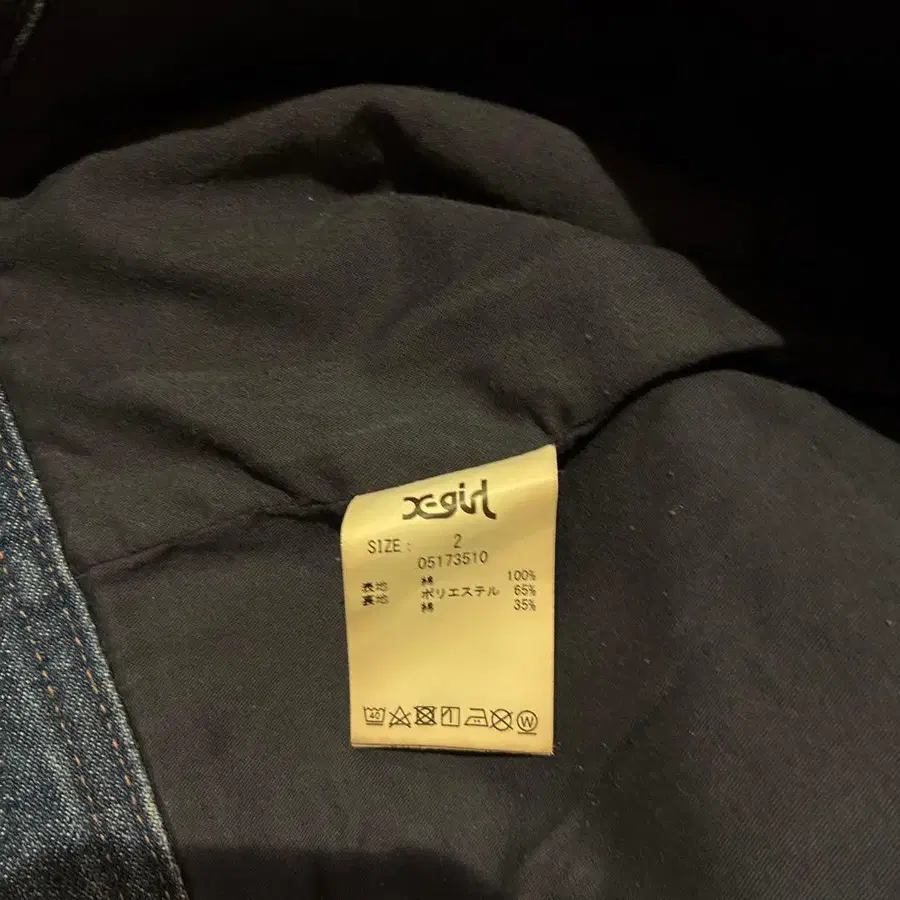 X-girl
SIZE: 2
05173510
表地 綿 100%
裏地 ポリエステル 65%
綿 35%
40 W